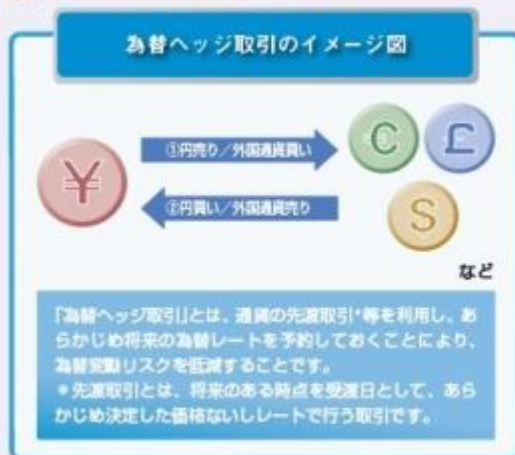 為替ヘッジ取引のイメージ図
¥
①円売り／外国通貨買い
②円買い／外国通貨売り
€
£
S
など
「為替ヘッジ取引」とは、通貨の先渡取引*等を利用し、あ
らかじめ将来の為替レートを予約しておくことにより、
為替変動リスクを低減することです。
*先渡取引とは、将来のある時点を受渡日として、あら
かじめ決定した価格ないしレートで行う取引です。